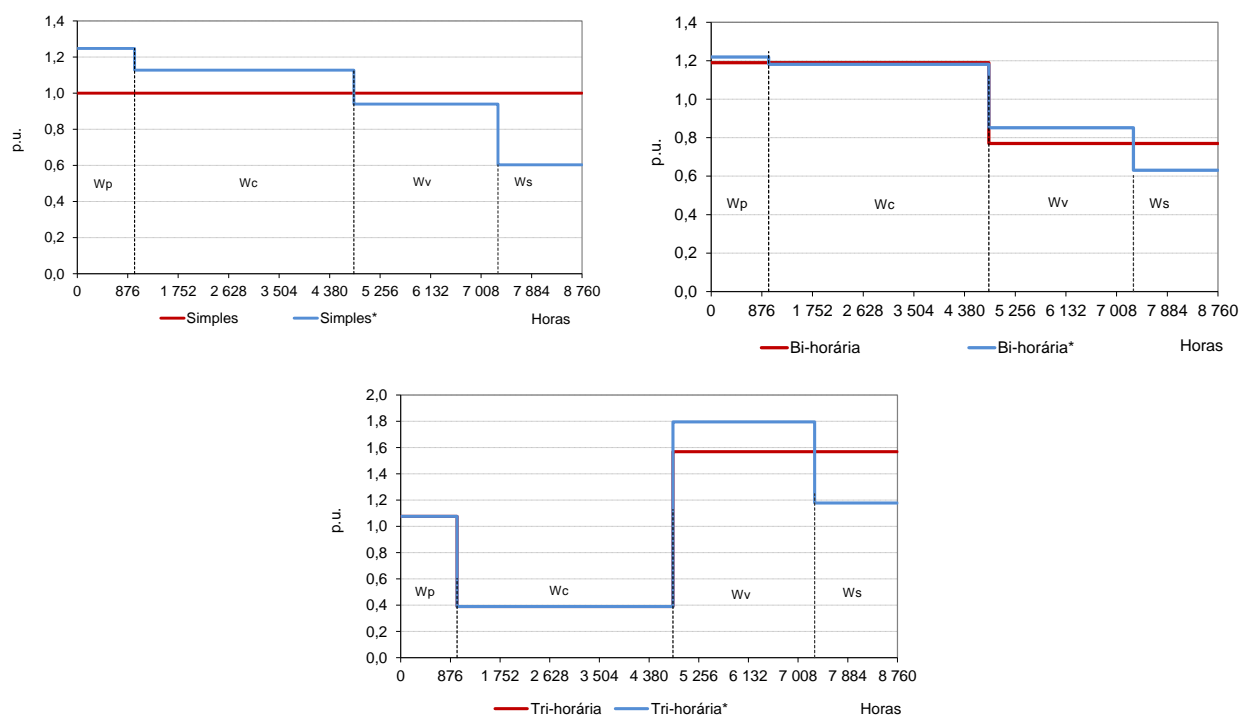 1,4
1,2
1,0
0,8
0,6
0,4
0,2
0,0
p.u.
Wp Wc Wv Ws
0 876 1 752 2 628 3 504 4 380 5 256 6 132 7 008 7 884 8 760
Simples Simples* Horas
1,4
1,2
1,0
0,8
0,6
0,4
0,2
0,0
p.u.
Wp Wc Wv Ws
0 876 1 752 2 628 3 504 4 380 5 256 6 132 7 008 7 884 8 760
Bi-horária Bi-horária* Horas
2,0
1,8
1,6
1,4
1,2
1,0
0,8
0,6
0,4
0,2
0,0
p.u.
Wp Wc Wv Ws
0 876 1 752 2 628 3 504 4 380 5 256 6 132 7 008 7 884 8 760
Tri-horária Tri-horária* Horas